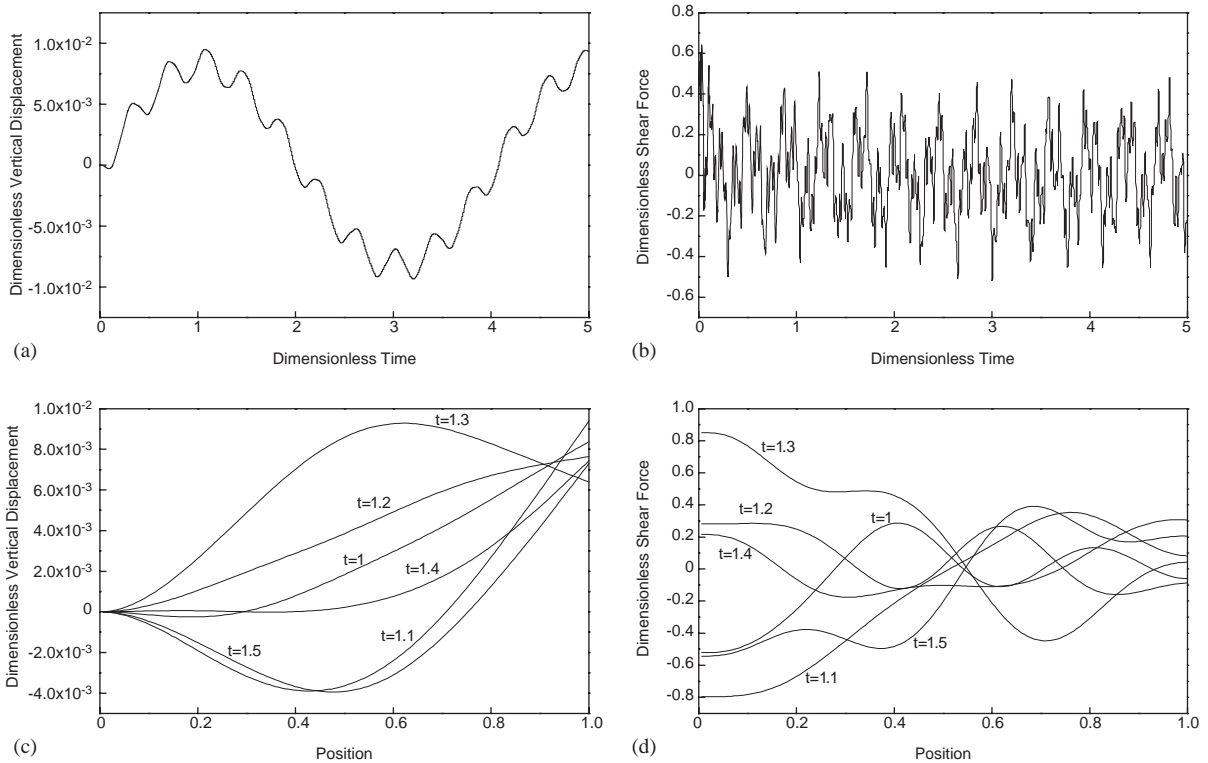 1.0x10-2
5.0x10-3
0
-5.0x10-3
-1.0x10-2
Dimensionless Vertical Displacement
0 1 2 3 4 5
(a)
Dimensionless Time
0.8
0.6
0.4
0.2
0
-0.2
-0.4
-0.6
Dimensionless Shear Force
0 1 2 3 4 5
(b)
Dimensionless Time
1.0x10-2
8.0x10-3
6.0x10-3
4.0x10-3
2.0x10-3
0
-2.0x10-3
-4.0x10-3
Dimensionless Vertical Displacement
t=1.3
t=1.2
t=1
t=1.4
t=1.1
t=1.5
0 0.2 0.4 0.6 0.8 1.0
(c)
Position
1.0
0.8
0.6
0.4
0.2
0
-0.2
-0.4
-0.6
-0.8
Dimensionless Shear Force
t=1.3
t=1.2
t=1
t=1.4
t=1.5
t=1.1
0 0.2 0.4 0.6 0.8 1.0
(d)
Position